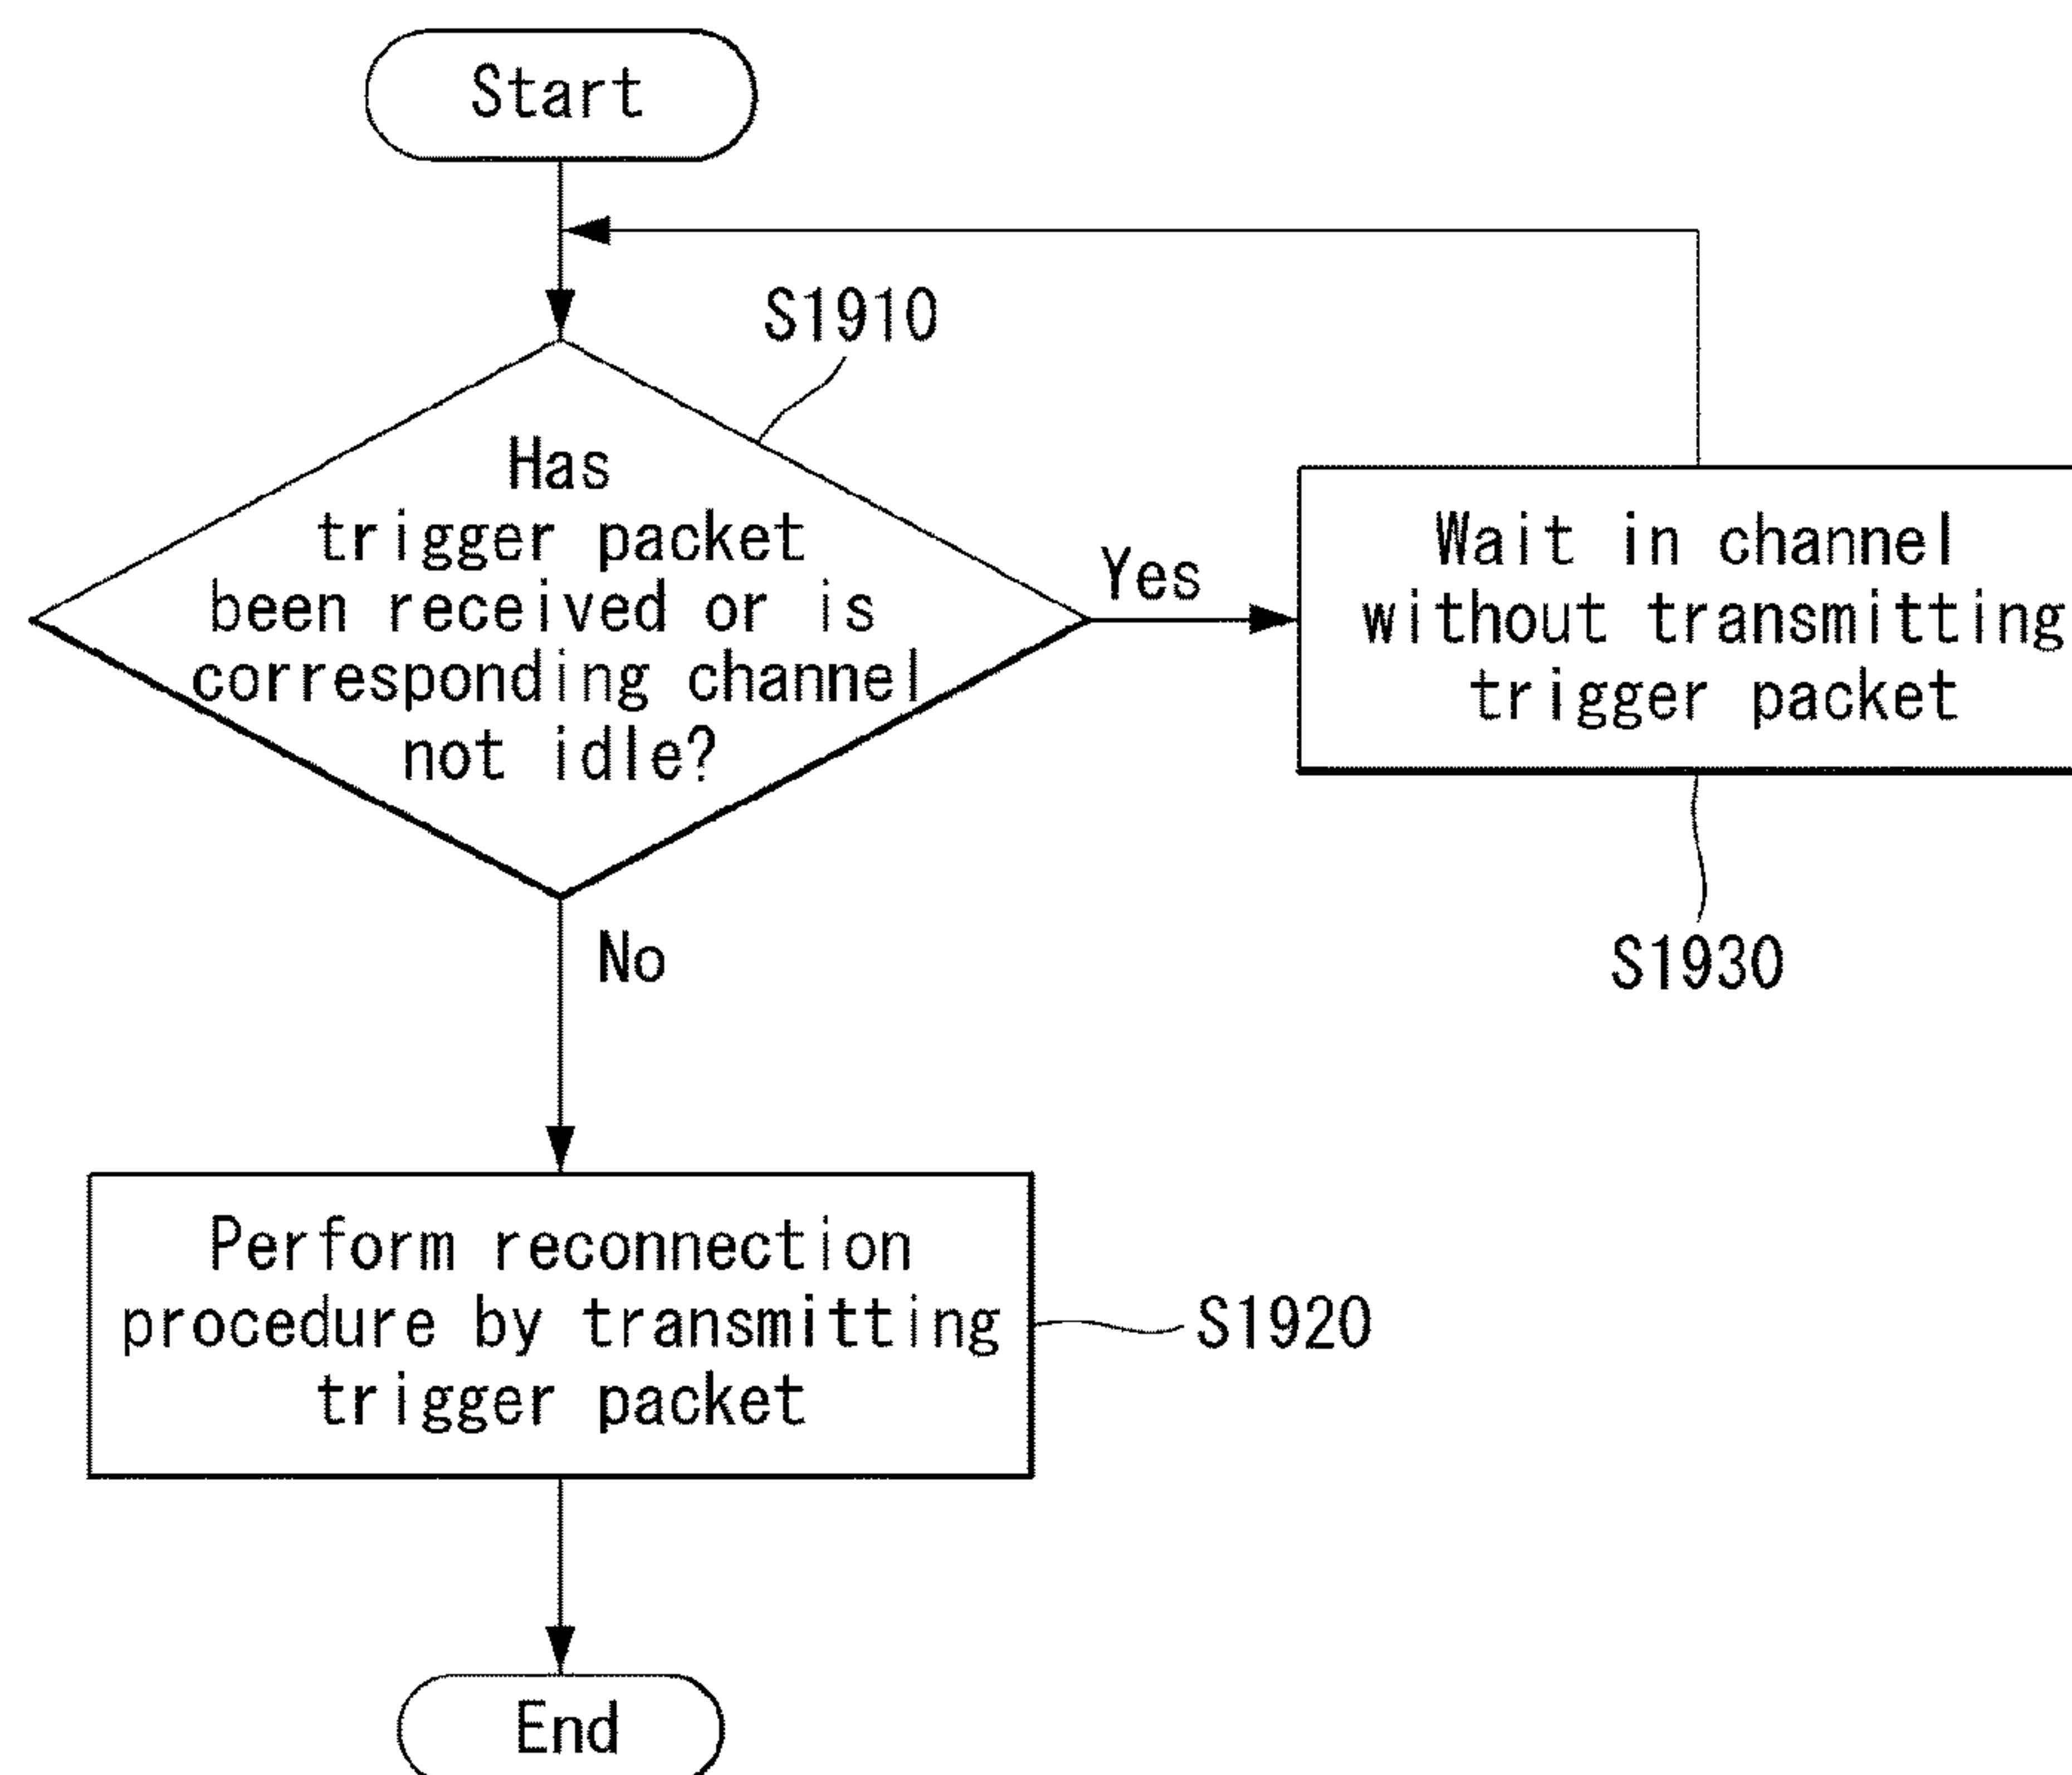 Start
S1910
Has
trigger packet
been received or is
corresponding channel
not idle?
Yes
Wait in channel
without transmitting
trigger packet
S1930
No
Perform reconnection
procedure by transmitting
trigger packet
S1920
End